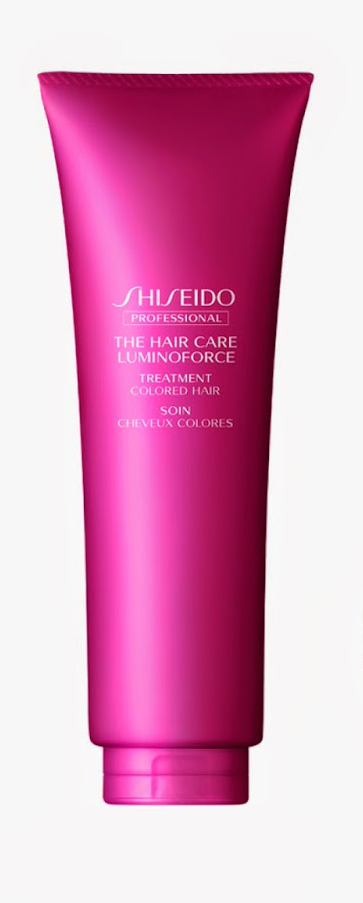 SHISEIDO
PROFESSIONAL
THE HAIR CARE
LUMINOFORCE
TREATMENT
COLORED HAIR
SOIN
CHEVEUX COLORES